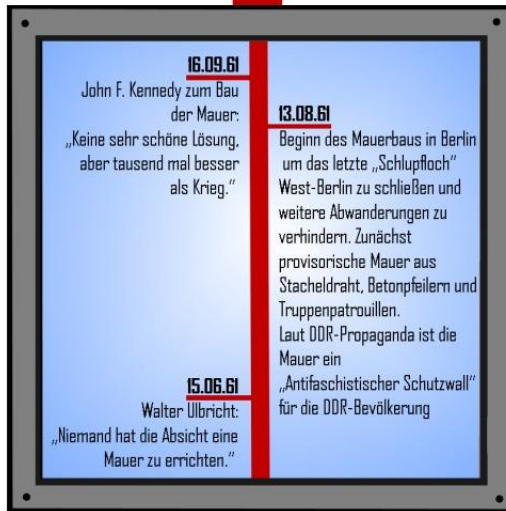 16.09.61
John F. Kennedy zum Bau
der Mauer:
„Keine sehr schöne Lösung,
aber tausend mal besser
als Krieg.“
13.08.61
Beginn des Mauerbaus in Berlin
um das letzte „Schlupfloch“
West-Berlin zu schließen und
weitere Abwanderungen zu
verhindern. Zunächst
provisorische Mauer aus
Stacheldraht, Betonpfeilern und
Truppenpatrouillen.
Laut DDR-Propaganda ist die
Mauer ein
„Antifaschistischer Schutzwall“
für die DDR-Bevölkerung
15.06.61
Walter Ulbricht:
„Niemand hat die Absicht eine
Mauer zu errichten.“